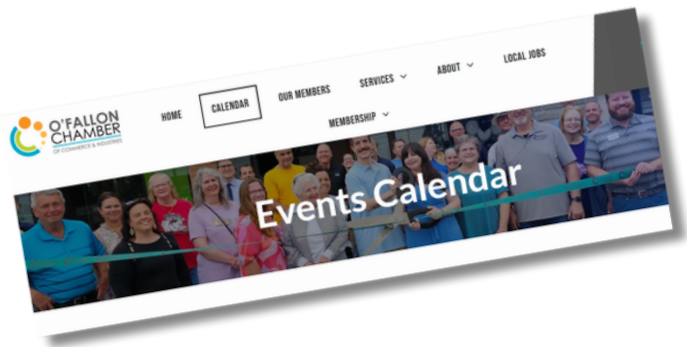 O'FALLON
CHAMBER
OF COMMERCE & INDUSTRIES
HOME
CALENDAR
OUR MEMBERS
SERVICES
ABOUT
LOCAL JOBS
MEMBERSHIP
Events Calendar